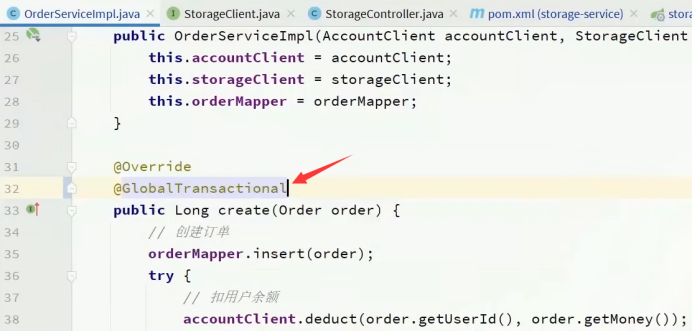 OrderServiceImpl.java × StorageClient.java × StorageController.java × pom.xml (storage-service) ×
25 public OrderServiceImpl(AccountClient accountClient, StorageClient
26 this.accountClient = accountClient;
27 this.storageClient = storageClient;
28 this.orderMapper = orderMapper;
29 }
30
31 @Override
32 @GlobalTransactional
33 public Long create(Order order) {
34 // 创建订单
35 orderMapper.insert(order);
36 try {
37 // 扣用户余额
38 accountClient.deduct(order.getUserId(), order.getMoney());